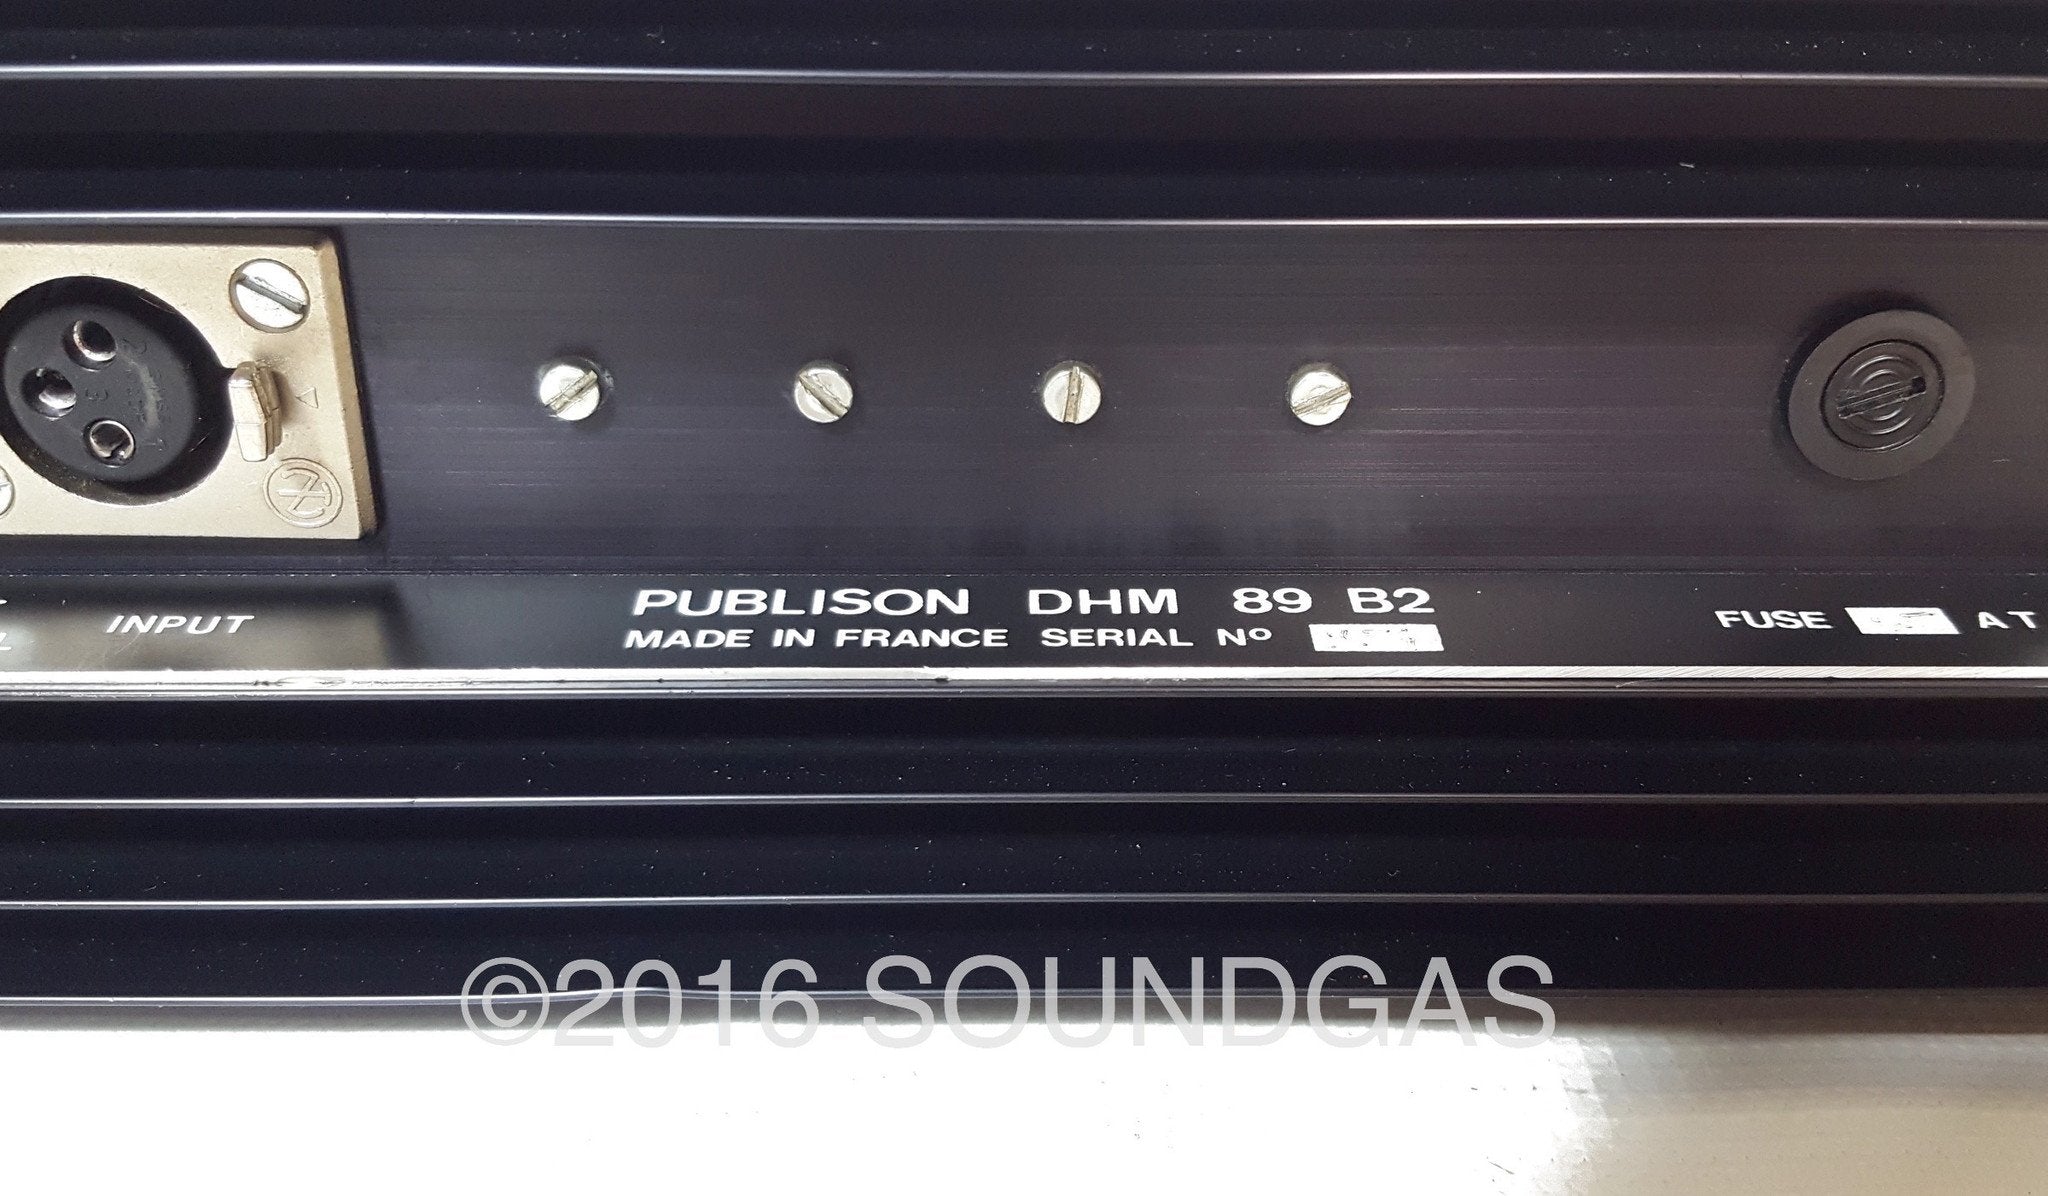 INPUT
PUBLISON DHM 89 B2
MADE IN FRANCE SERIAL Nº
FUSE AT
©2016 SOUNDGAS